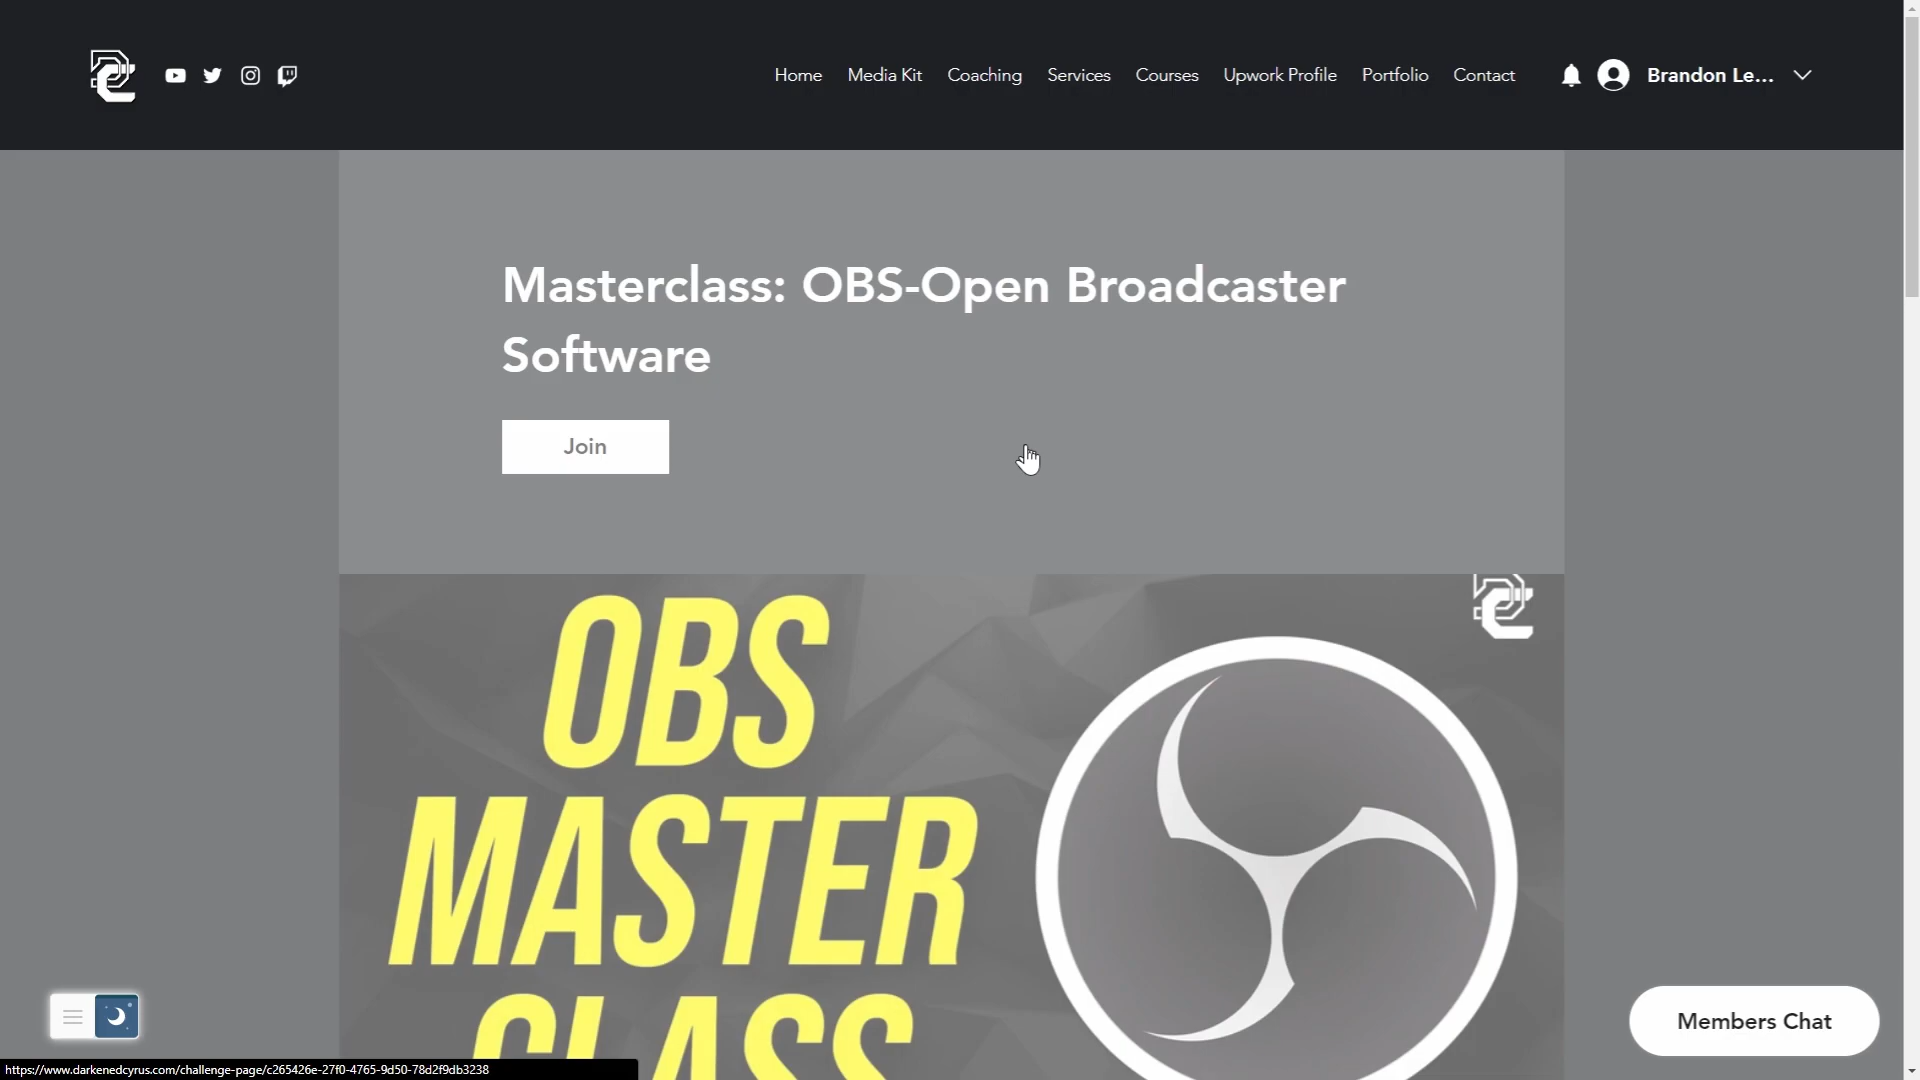 Home Media Kit Coaching Services Courses Upwork Profile Portfolio Contact Brandon Le...
Masterclass: OBS-Open Broadcaster
Software
Join
OBS
MASTER
CLASS
Members Chat
https://www.darkenedcyrus.com/challenge-page/c265426e-27f0-4765-9d50-78d2f9db3238